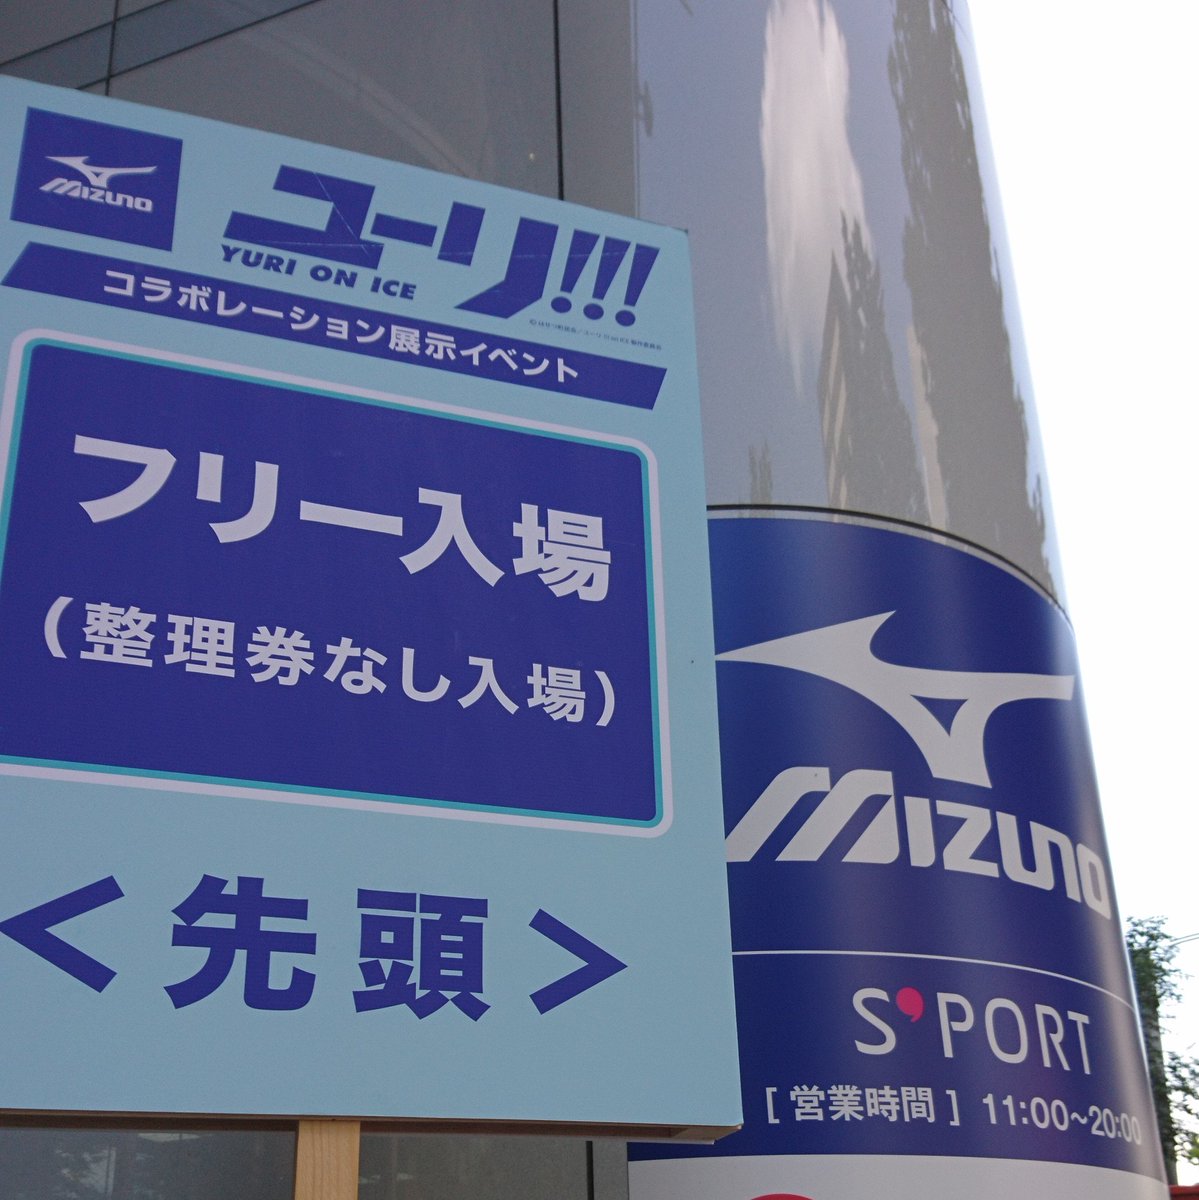 MIZUNO
ユーリ!!!
YURI ON ICE
コラボレーション展示イベント
フリー入場
(整理券なし入場)
<先頭>
MIZUNO
S'PORT
[営業時間] 11:00~20:00